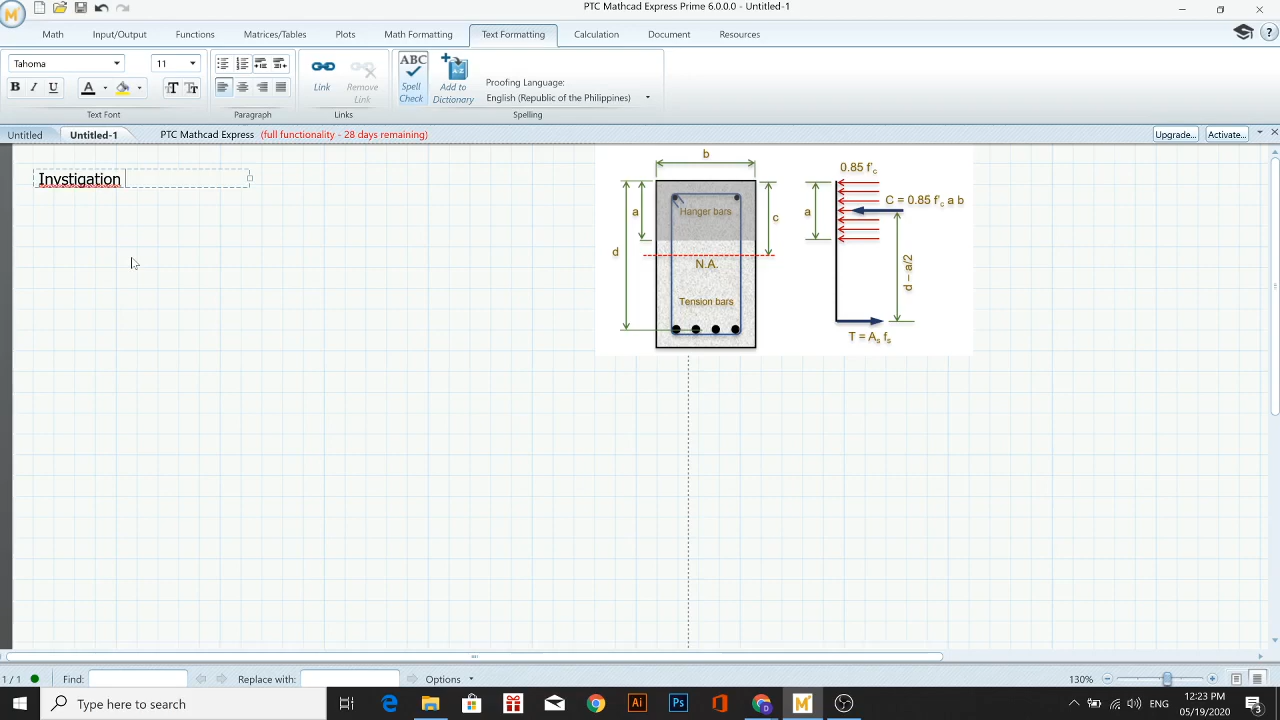 PTC Mathcad Express Prime 6.0.0.0 - Untitled-1
Math Input/Output Functions Matrices/Tables Plots Math Formatting Text Formatting Calculation Document Resources
Tahoma 11
ABC
B I U A
Link Remove Link Spell Check Add to Dictionary
Proofing Language:
English (Republic of the Philippines)
Text Font Paragraph Links Spelling
Untitled Untitled-1 PTC Mathcad Express (full functionality - 28 days remaining) Upgrade... Activate...
Invstigation
b
0.85 f'c
C = 0.85 f'c a b
a
Hanger bars
c
a
d
N.A.
d – a/2
Tension bars
T = As fs
1 / 1 Find: Replace with: Options 130%
Type here to search
Ai Ps
ENG
12:23 PM
05/19/2020
3